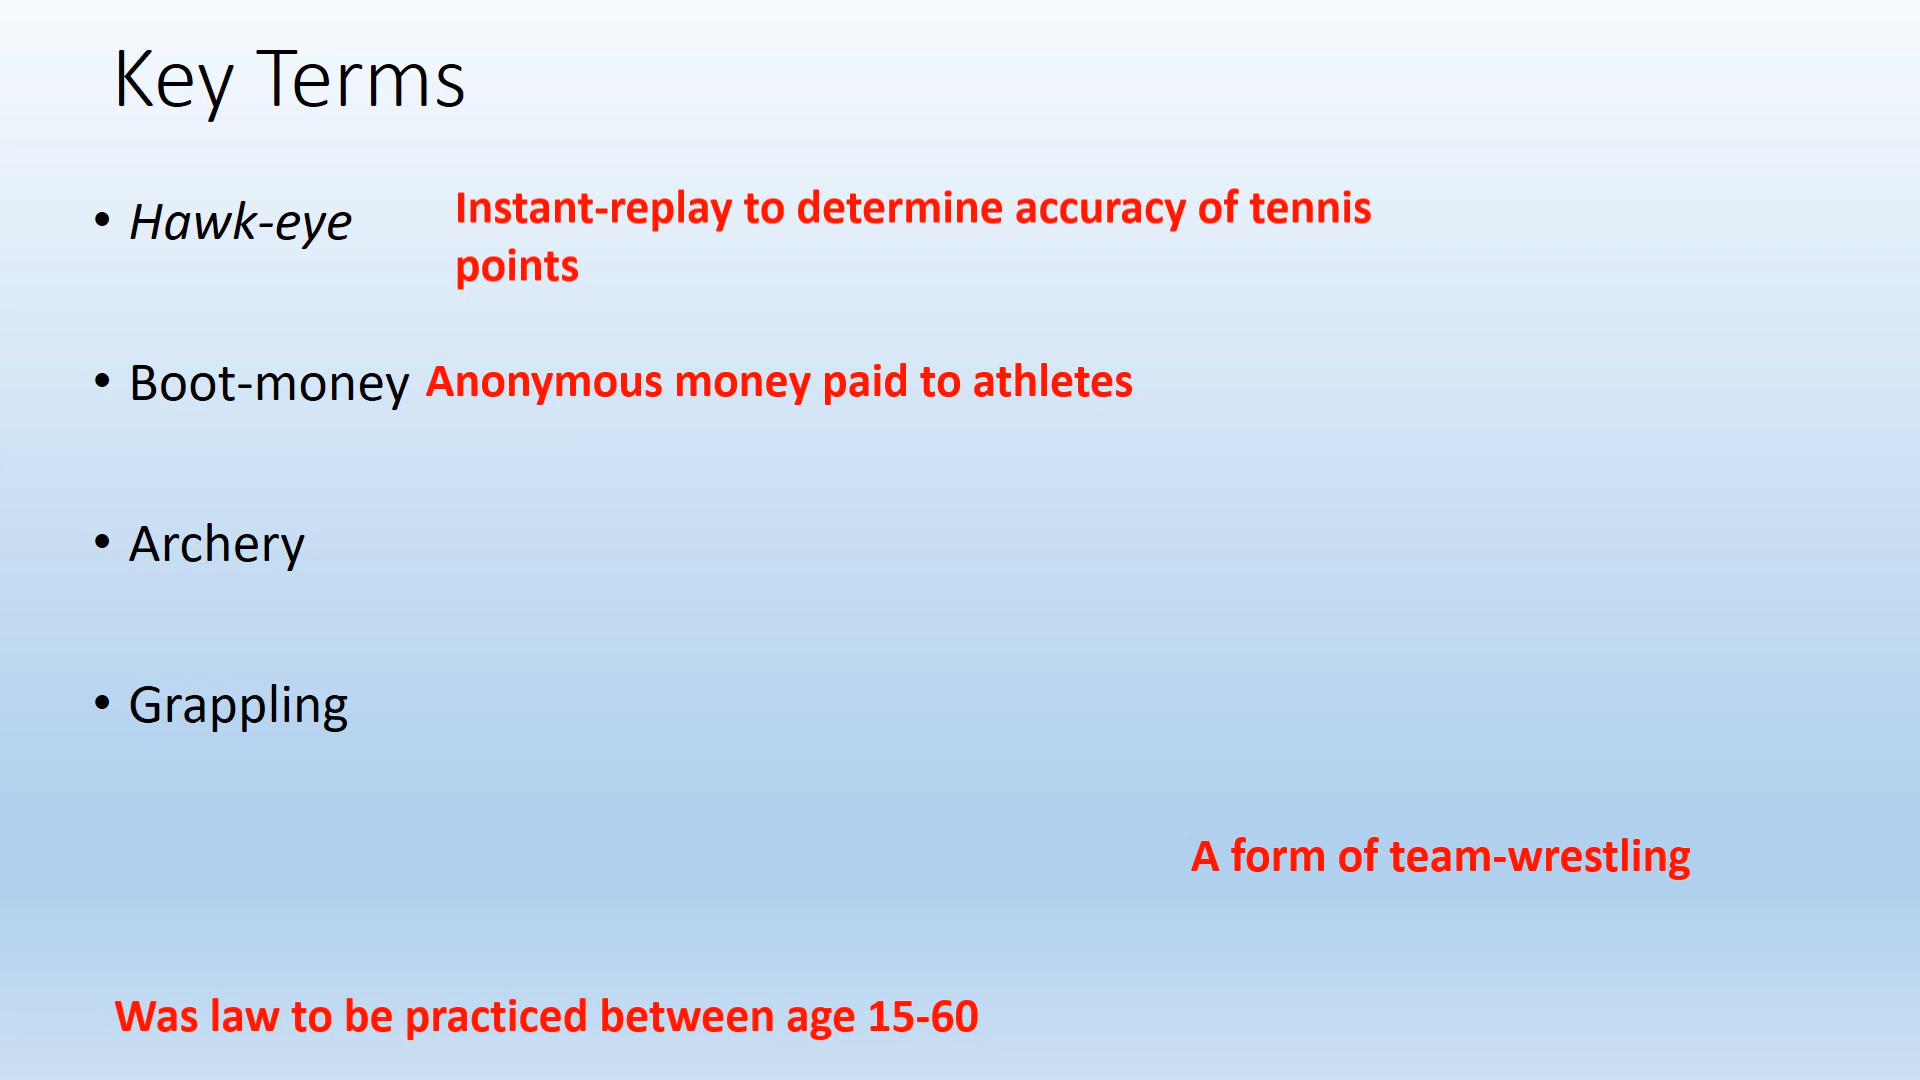 Key Terms
• Hawk-eye
Instant-replay to determine accuracy of tennis
points
• Boot-money
Anonymous money paid to athletes
• Archery
• Grappling
A form of team-wrestling
Was law to be practiced between age 15-60